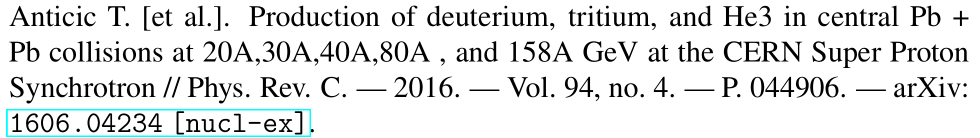 Anticic T. [et al.]. Production of deuterium, tritium, and He3 in central Pb +
Pb collisions at 20A,30A,40A,80A , and 158A GeV at the CERN Super Proton
Synchrotron // Phys. Rev. C. — 2016. — Vol. 94, no. 4. — P. 044906. — arXiv:
1606.04234 [nucl-ex].